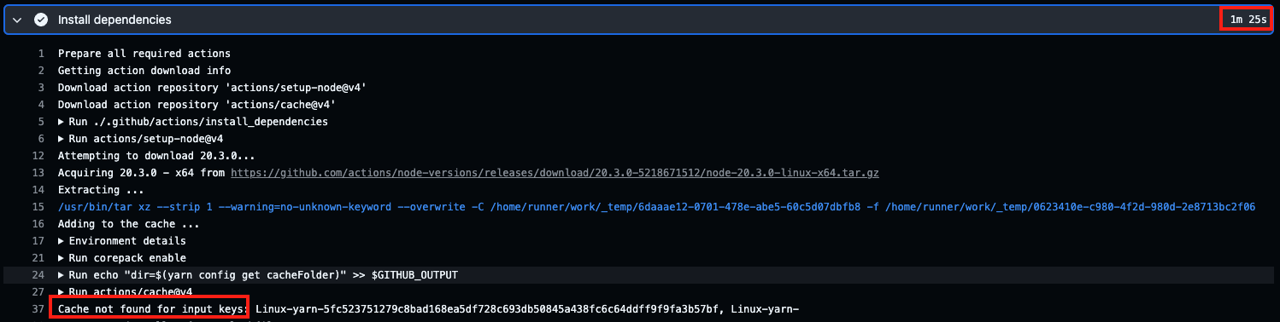 Install dependencies 1m 25s
1 Prepare all required actions
2 Getting action download info
3 Download action repository 'actions/setup-node@v4'
4 Download action repository 'actions/cache@v4'
5 ▶ Run ./.github/actions/install_dependencies
6 ▶ Run actions/setup-node@v4
12 Attempting to download 20.3.0...
13 Acquiring 20.3.0 - x64 from https://github.com/actions/node-versions/releases/download/20.3.0-5218671512/node-20.3.0-linux-x64.tar.gz
14 Extracting ...
15 /usr/bin/tar xz --strip 1 --warning=no-unknown-keyword --overwrite -C /home/runner/work/_temp/6daaae12-0701-478e-abe5-60c5d07dbfb8 -f /home/runner/work/_temp/0623410e-c980-4f2d-980d-2e8713bc2f06
16 Adding to the cache ...
17 ▶ Environment details
21 ▶ Run corepack enable
24 ▶ Run echo "dir=$(yarn config get cacheFolder)" >> $GITHUB_OUTPUT
27 ▶ Run actions/cache@v4
37 Cache not found for input keys: Linux-yarn-5fc523751279c8bad168ea5df728c693db50845a438fc6c64ddff9f9fa3b57bf, Linux-yarn-